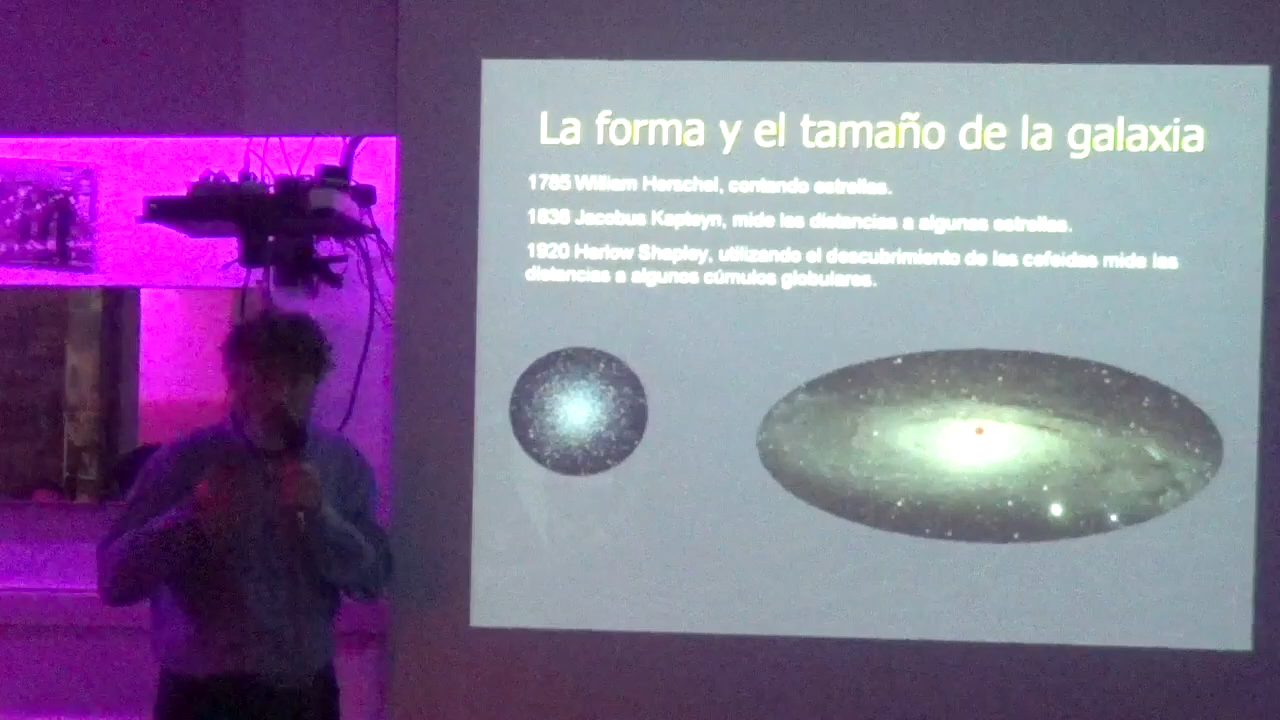 La forma y el tamaño de la galaxia
1785 William Herschel, contando estrellas.
1838 Jacobus Kapteyn, mide las distancias a algunas estrellas.
1920 Harlow Shapley, utilizando el descubrimiento de las cefeidas mide las
distancias a algunos cúmulos globulares.